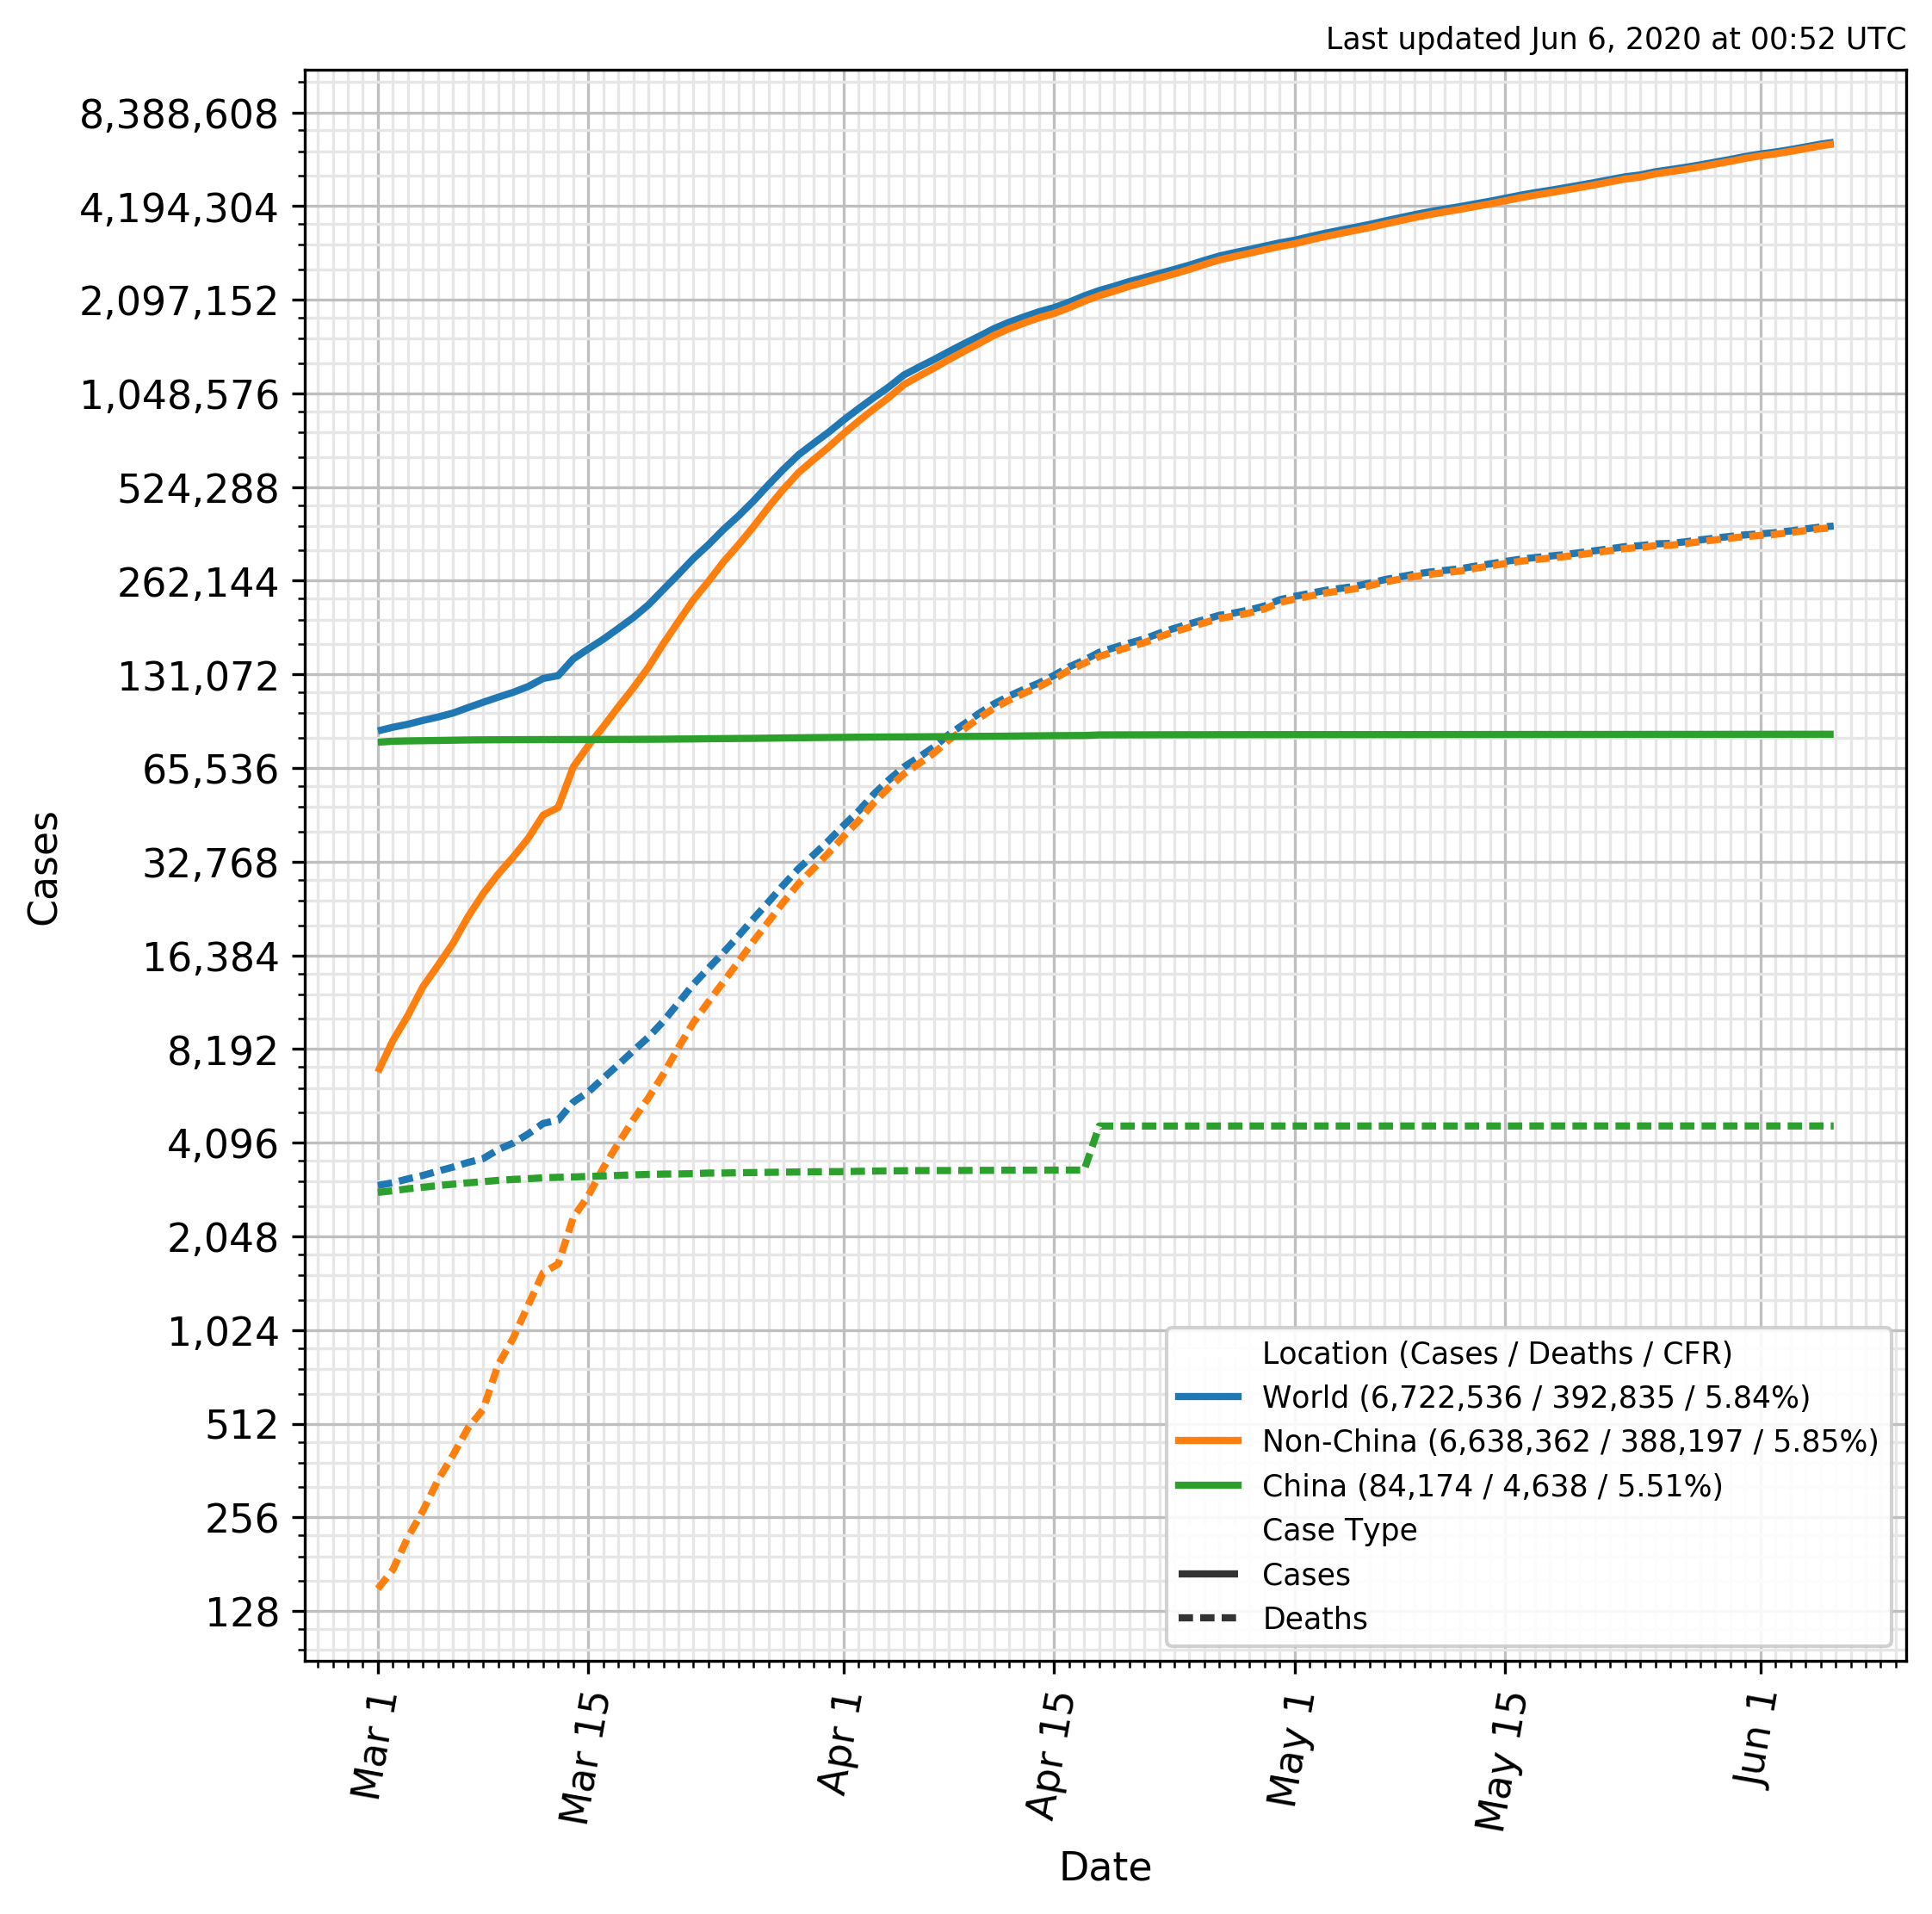 Last updated Jun 6, 2020 at 00:52 UTC
8,388,608
4,194,304
2,097,152
1,048,576
524,288
262,144
131,072
65,536
32,768
16,384
8,192
4,096
2,048
1,024
512
256
128
Cases
Location (Cases / Deaths / CFR)
World (6,722,536 / 392,835 / 5.84%)
Non-China (6,638,362 / 388,197 / 5.85%)
China (84,174 / 4,638 / 5.51%)
Case Type
Cases
Deaths
Mar 1
Mar 15
Apr 1
Apr 15
May 1
May 15
Jun 1
Date